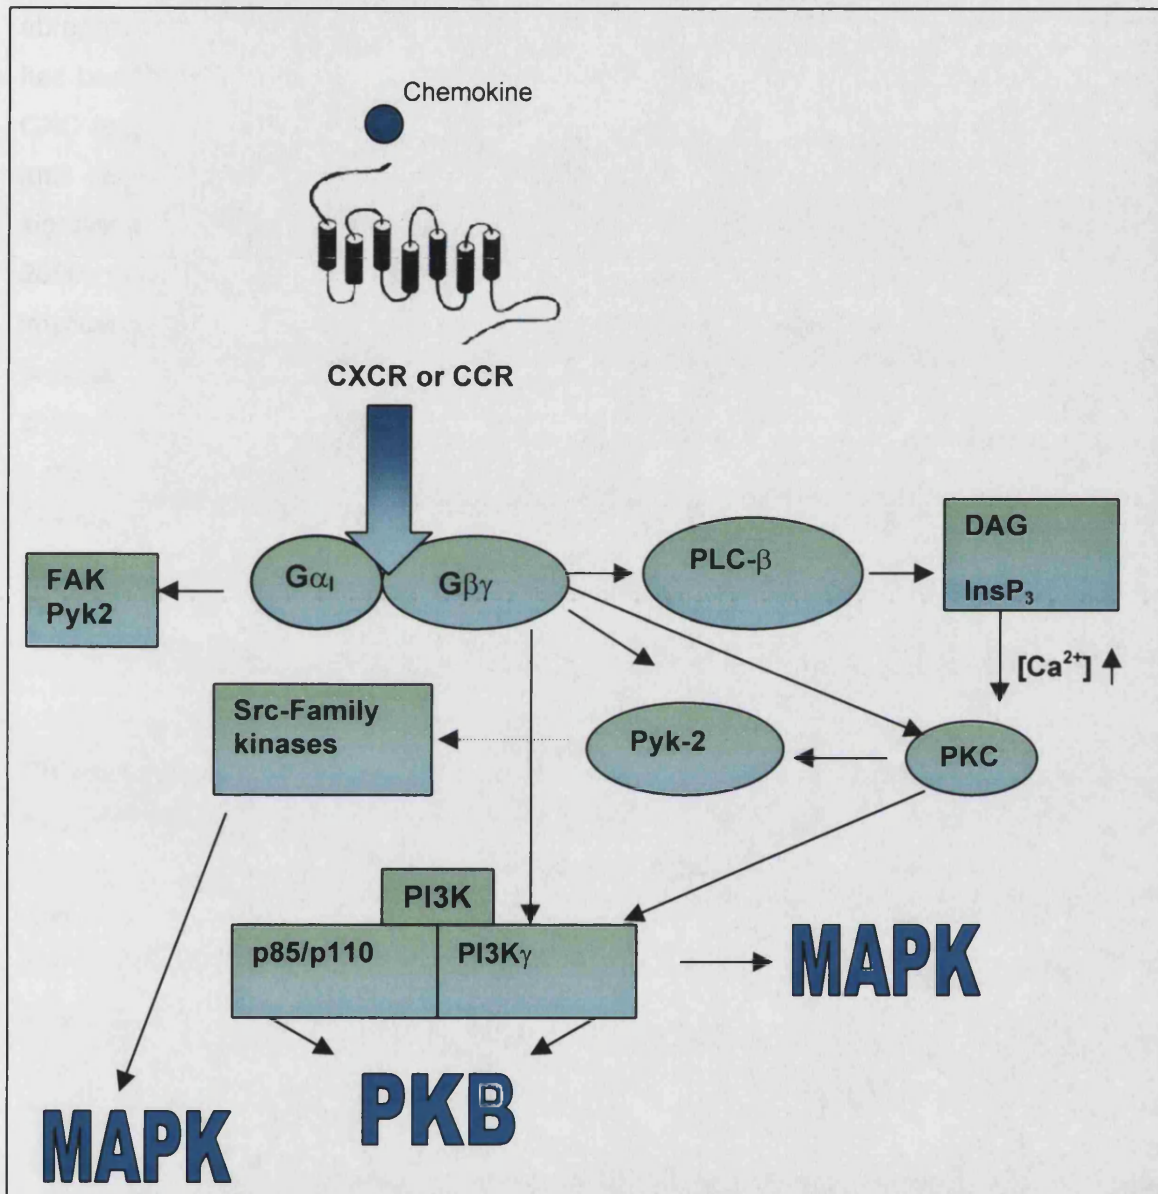 Chemokine
CXCR or CCR
GαI
Gβγ
PLC-β
DAG
InsP3
FAK
Pyk2
[Ca2+]
Src-Family
kinases
Pyk-2
PKC
PI3K
p85/p110
PI3Kγ
MAPK
PKB
MAPK